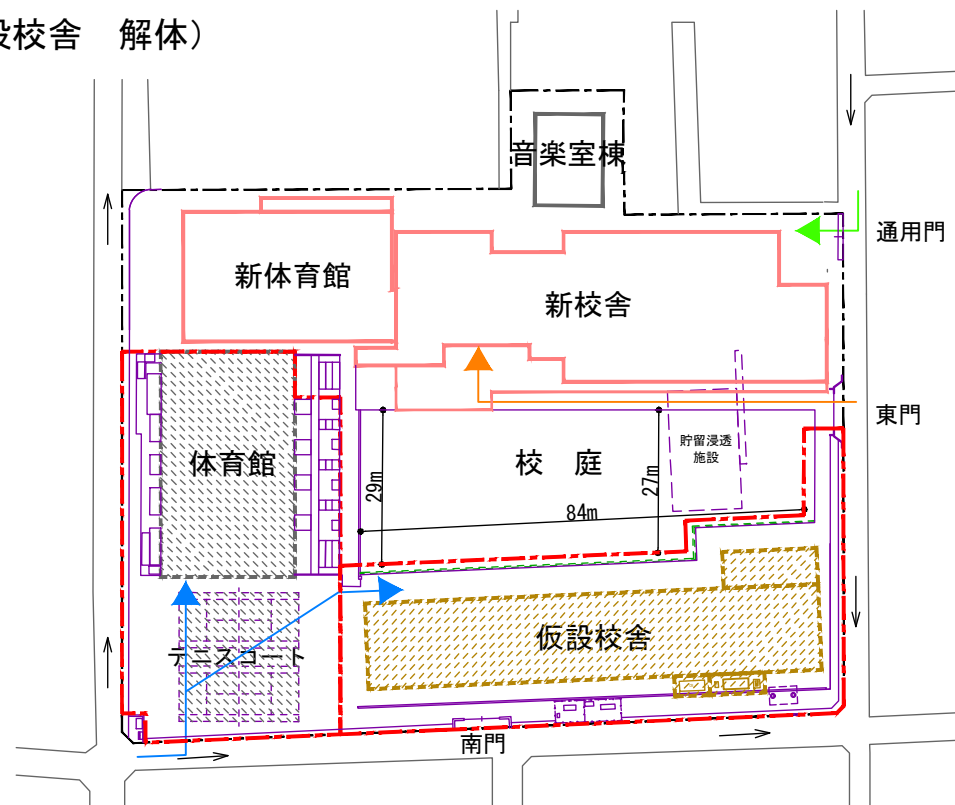 設校舎　解体）
音楽室棟
通用門
新体育館
新校舎
東門
貯留浸透
施設
体育館
校　庭
29m
27m
84m
仮設校舎
テニスコート
南門